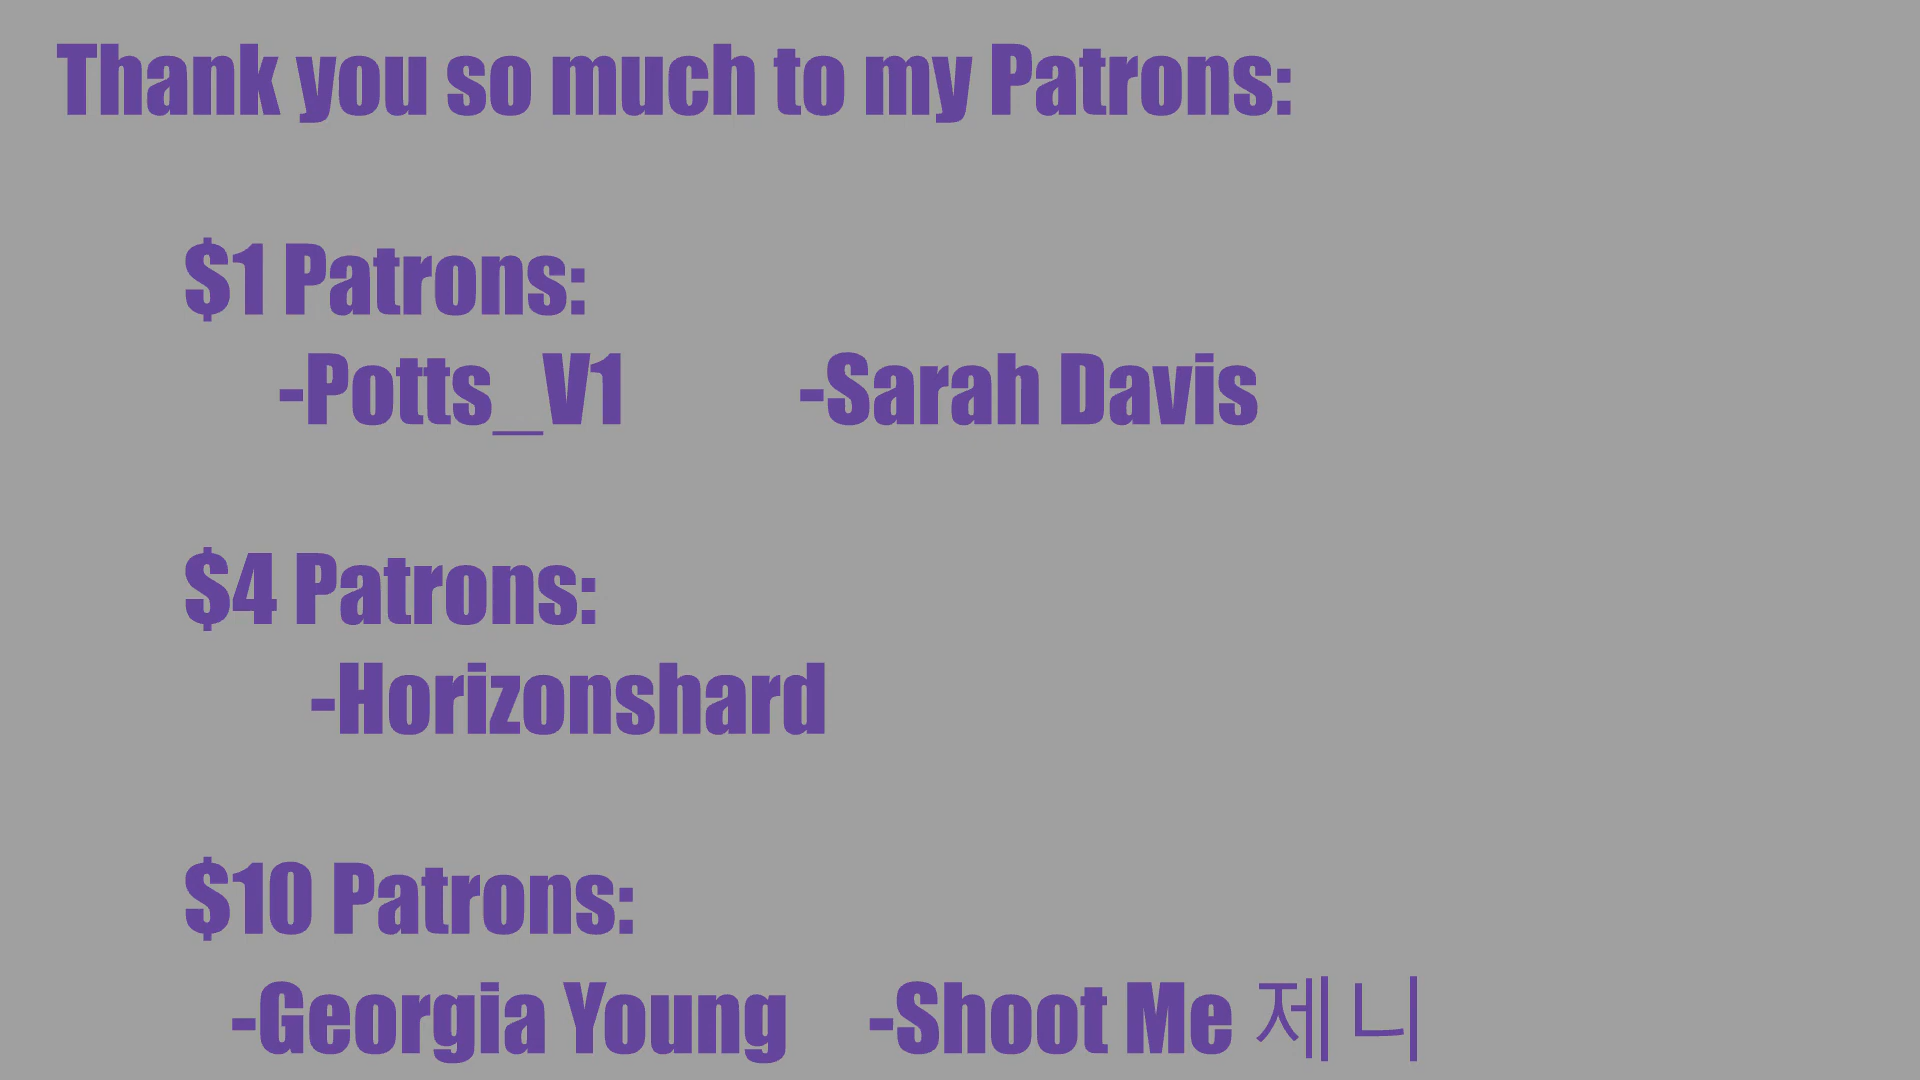 Thank you so much to my Patrons:
$1 Patrons:
-Potts_V1 -Sarah Davis
$4 Patrons:
-Horizonshard
$10 Patrons:
-Georgia Young -Shoot Me 제니